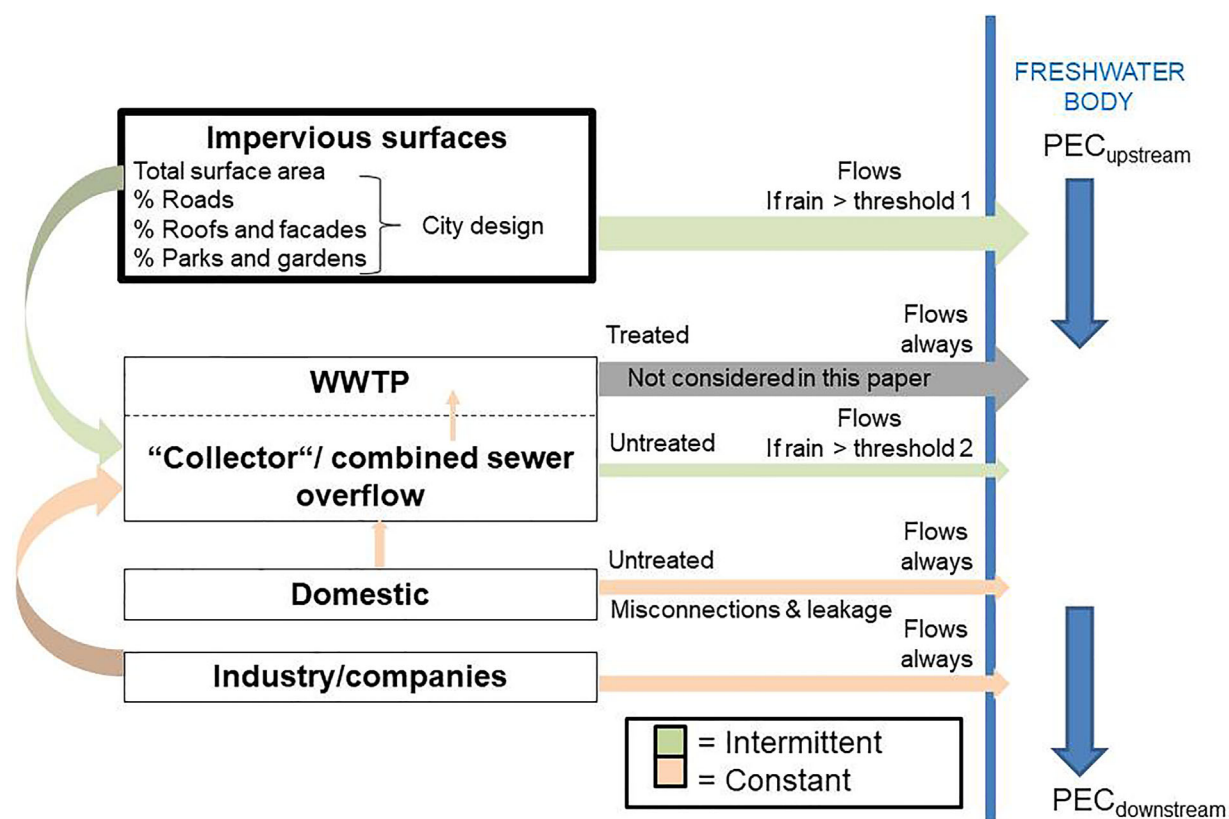 FRESHWATER
BODY
PECupstream
Impervious surfaces
Total surface area
% Roads
% Roofs and facades
% Parks and gardens
City design
Flows
If rain > threshold 1
Treated
Flows
always
WWTP
Not considered in this paper
“Collector“/ combined sewer
overflow
Untreated
Flows
If rain > threshold 2
Domestic
Untreated
Flows
always
Misconnections & leakage
Industry/companies
Flows
always
= Intermittent
= Constant
PECdownstream